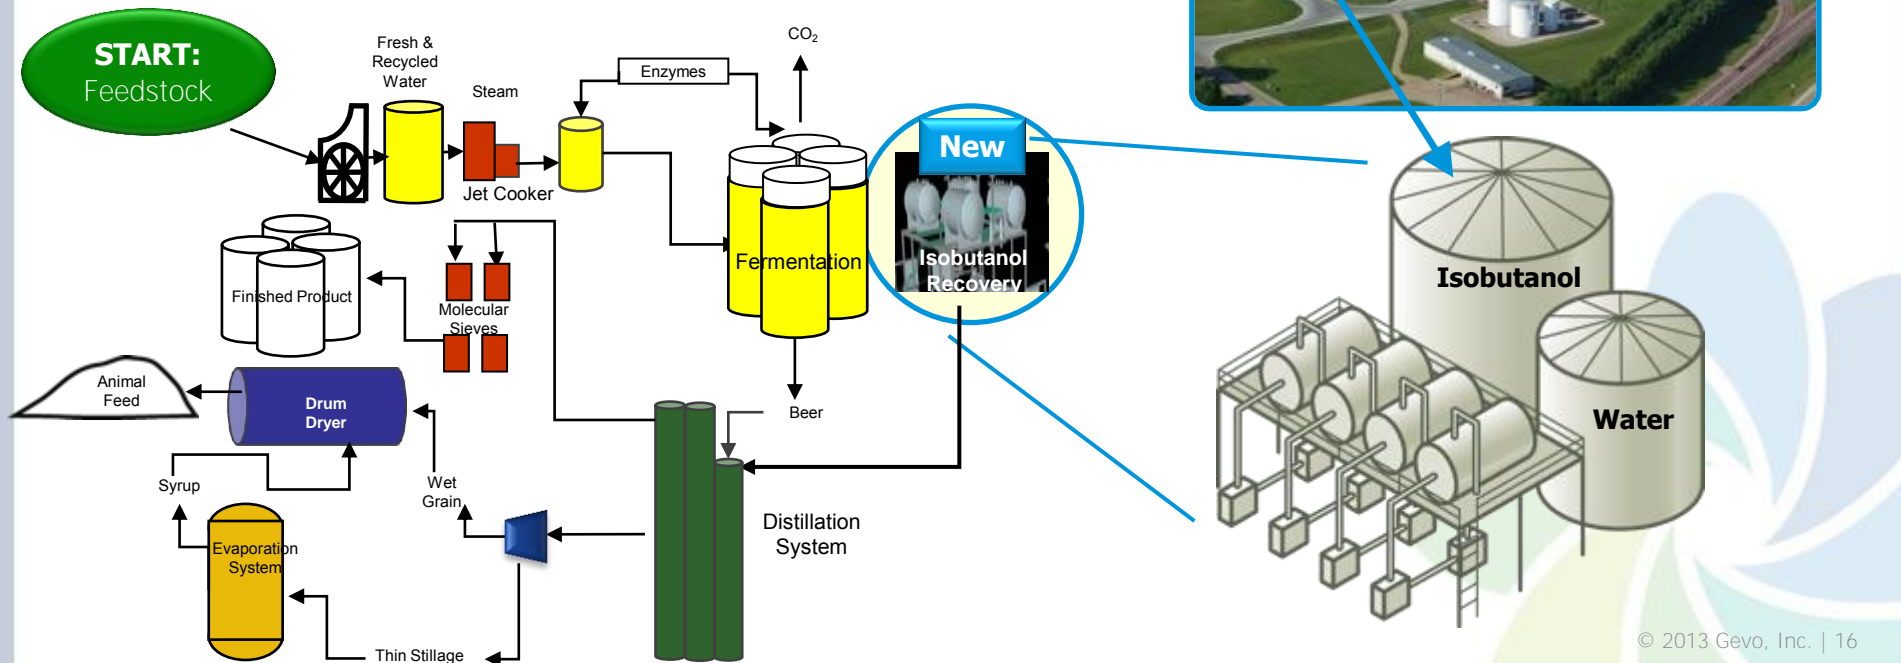 START:
Feedstock
Fresh &
Recycled
Water
Steam
Jet Cooker
Enzymes
CO₂
New
Isobutanol
Recovery
Fermentation
Finished Product
Molecular
Sieves
Animal
Feed
Drum
Dryer
Beer
Syrup
Wet
Grain
Evaporation
System
Distillation
System
Thin Stillage
Isobutanol
Water
© 2013 Gevo, Inc. | 16